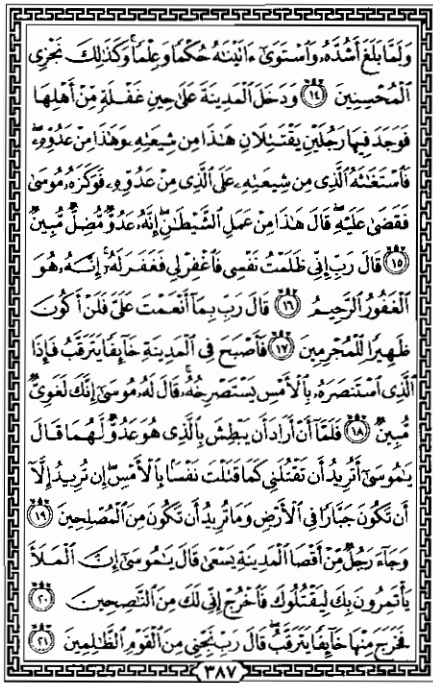 وَلَمَّا بَلَغَ أَشُدَّهُۥ وَٱسْتَوَىٰٓ ءَاتَيْنَـٰهُ حُكْمًا وَعِلْمًا ۚ وَكَذَٰلِكَ نَجْزِى
ٱلْمُحْسِنِينَ ١٤ وَدَخَلَ ٱلْمَدِينَةَ عَلَىٰ حِينِ غَفْلَةٍ مِّنْ أَهْلِهَا
فَوَجَدَ فِيهَا رَجُلَيْنِ يَقْتَتِلَانِ هَـٰذَا مِن شِيعَتِهِۦ وَهَـٰذَا مِنْ عَدُوِّهِۦ ۖ
فَٱسْتَغَـٰثَهُ ٱلَّذِى مِن شِيعَتِهِۦ عَلَى ٱلَّذِى مِنْ عَدُوِّهِۦ فَوَكَزَهُۥ مُوسَىٰ
فَقَضَىٰ عَلَيْهِ ۖ قَالَ هَـٰذَا مِنْ عَمَلِ ٱلشَّيْطَـٰنِ ۖ إِنَّهُۥ عَدُوٌّ مُّضِلٌّ مُّبِينٌ
١٥ قَالَ رَبِّ إِنِّى ظَلَمْتُ نَفْسِى فَٱغْفِرْ لِى فَغَفَرَ لَهُۥٓ ۚ إِنَّهُۥ هُوَ
ٱلْغَفُورُ ٱلرَّحِيمُ ١٦ قَالَ رَبِّ بِمَآ أَنْعَمْتَ عَلَىَّ فَلَنْ أَكُونَ
ظَهِيرًا لِّلْمُجْرِمِينَ ١٧ فَأَصْبَحَ فِى ٱلْمَدِينَةِ خَآئِفًا يَتَرَقَّبُ فَإِذَا
ٱلَّذِى ٱسْتَنصَرَهُۥ بِٱلْأَمْسِ يَسْتَصْرِخُهُۥ ۚ قَالَ لَهُۥ مُوسَىٰٓ إِنَّكَ لَغَوِىٌّ
مُّبِينٌ ١٨ فَلَمَّآ أَنْ أَرَادَ أَن يَبْطِشَ بِٱلَّذِى هُوَ عَدُوٌّ لَّهُمَا قَالَ
يَـٰمُوسَىٰٓ أَتُرِيدُ أَن تَقْتُلَنِى كَمَا قَتَلْتَ نَفْسًۢا بِٱلْأَمْسِ ۖ إِن تُرِيدُ إِلَّآ
أَن تَكُونَ جَبَّارًا فِى ٱلْأَرْضِ وَمَا تُرِيدُ أَن تَكُونَ مِنَ ٱلْمُصْلِحِينَ ١٩
وَجَآءَ رَجُلٌ مِّنْ أَقْصَا ٱلْمَدِينَةِ يَسْعَىٰ قَالَ يَـٰمُوسَىٰٓ إِنَّ ٱلْمَلَأَ
يَأْتَمِرُونَ بِكَ لِيَقْتُلُوكَ فَٱخْرُجْ إِنِّى لَكَ مِنَ ٱلنَّـٰصِحِينَ ٢٠
فَخَرَجَ مِنْهَا خَآئِفًا يَتَرَقَّبُ ۖ قَالَ رَبِّ نَجِّنِى مِنَ ٱلْقَوْمِ ٱلظَّـٰلِمِينَ ٢١
٣٨٧